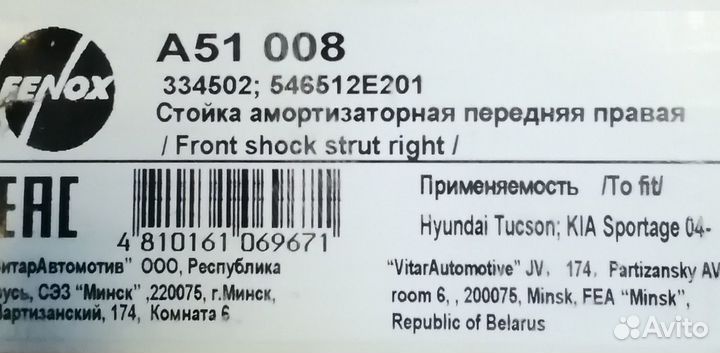 FENOX
A51 008
334502; 546512E201
Стойка амортизаторная передняя правая
/ Front shock strut right /
EAC
4 810161 069671
Применяемость /To fit/
Hyundai Tucson; KIA Sportage 04-
итарАвтомотив" ООО, Республика
русь, СЭЗ "Минск" ,220075, г.Минск,
Партизанский, 174, Комната 6
"VitarAutomotive" JV, 174, Partizansky AV
room 6, , 200075, Minsk, FEA "Minsk",
Republic of Belarus
Avito